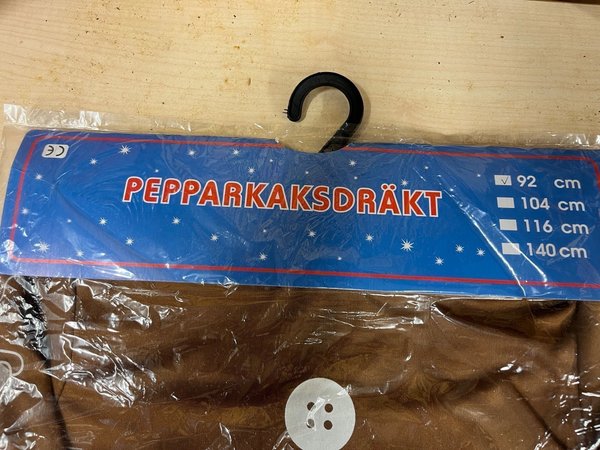 CE
PEPPARKAKSDRÄKT
√ 92 cm
104 cm
116 cm
140 cm